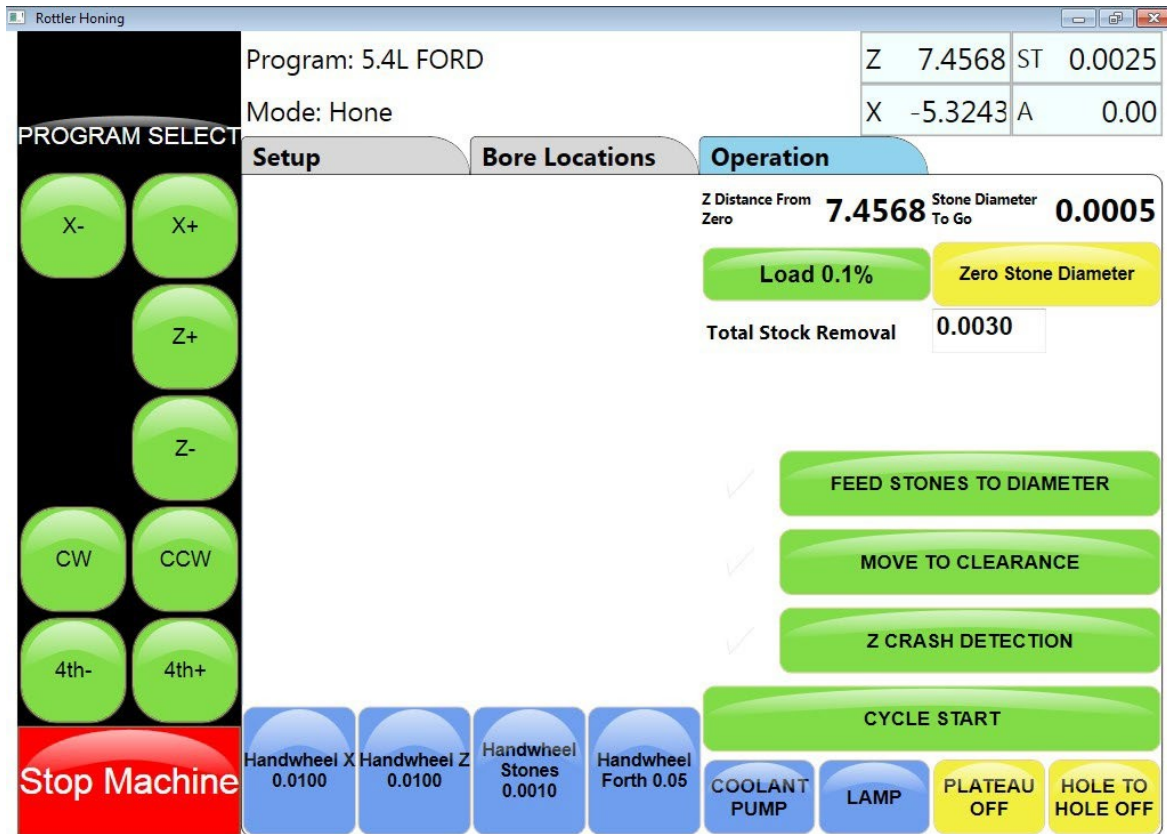 Rottler Honing
Program: 5.4L FORD
Z 7.4568 ST 0.0025
Mode: Hone
X -5.3243 A 0.00
PROGRAM SELECT
Setup
Bore Locations
Operation
Z Distance From
Zero
7.4568
Stone Diameter
To Go
0.0005
X-
X+
Load 0.1%
Zero Stone Diameter
Total Stock Removal
0.0030
Z+
Z-
FEED STONES TO DIAMETER
CW
CCW
MOVE TO CLEARANCE
Z CRASH DETECTION
4th-
4th+
CYCLE START
Stop Machine
Handwheel X
0.0100
Handwheel Z
0.0100
Handwheel
Stones
0.0010
Handwheel
Forth 0.05
COOLANT
PUMP
LAMP
PLATEAU
OFF
HOLE TO
HOLE OFF